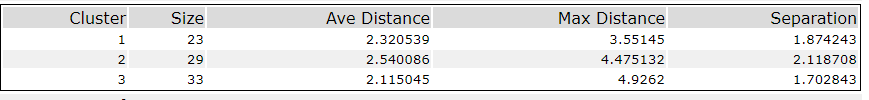 Cluster Size Ave Distance Max Distance Separation
1 23 2.320539 3.55145 1.874243
2 29 2.540086 4.475132 2.118708
3 33 2.115045 4.9262 1.702843